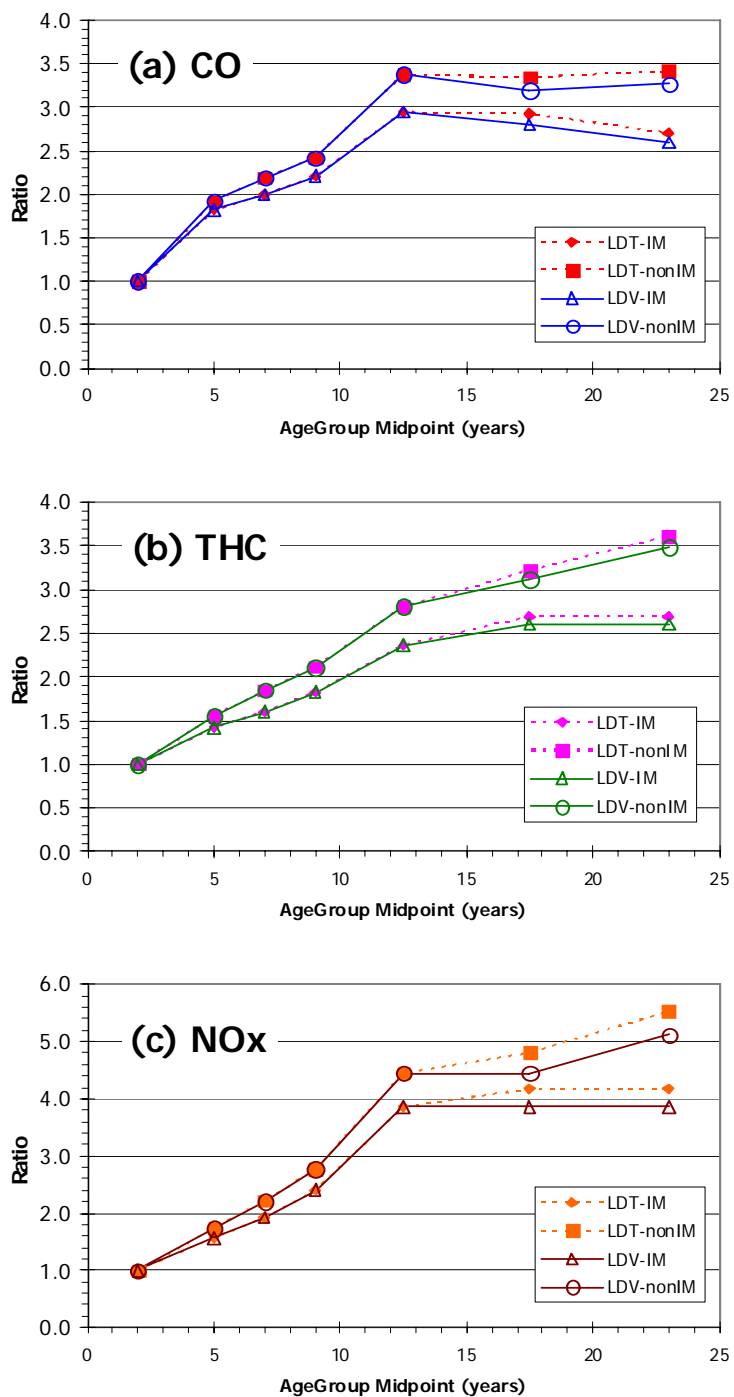 4.0
3.5
3.0
2.5
2.0
1.5
1.0
0.5
0.0
Ratio
(a) CO
LDT-IM
LDT-nonIM
LDV-IM
LDV-nonIM
0 5 10 15 20 25
AgeGroup Midpoint (years)
4.0
3.5
3.0
2.5
2.0
1.5
1.0
0.5
0.0
Ratio
(b) THC
LDT-IM
LDT-nonIM
LDV-IM
LDV-nonIM
0 5 10 15 20 25
AgeGroup Midpoint (years)
6.0
5.0
4.0
3.0
2.0
1.0
0.0
Ratio
(c) NOx
LDT-IM
LDT-nonIM
LDV-IM
LDV-nonIM
0 5 10 15 20 25
AgeGroup Midpoint (years)